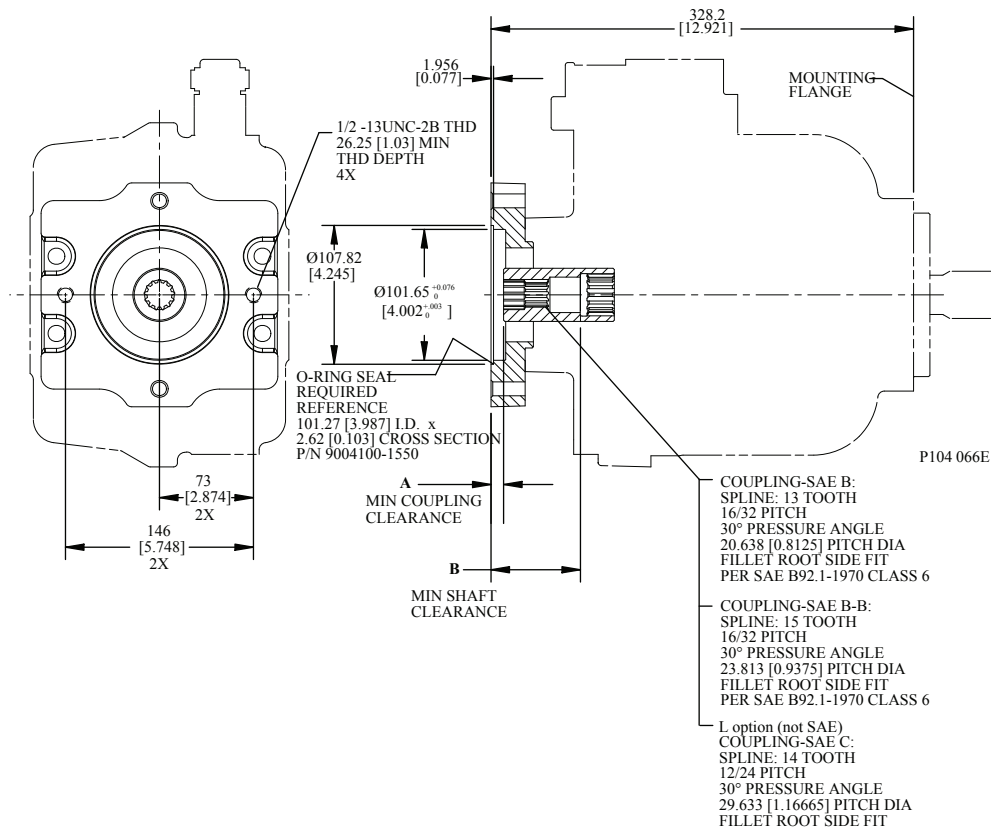 328.2
[12.921]
1.956
[0.077]
MOUNTING
FLANGE
1/2 -13UNC-2B THD
26.25 [1.03] MIN
THD DEPTH
4X
Ø107.82
[4.245]
Ø101.65 +0.076 0
[4.002 +.003 0 ]
O-RING SEAL
REQUIRED
REFERENCE
101.27 [3.987] I.D. x
2.62 [0.103] CROSS SECTION
P/N 9004100-1550
P104 066E
73
[2.874]
2X
146
[5.748]
2X
A
MIN COUPLING
CLEARANCE
B
MIN SHAFT
CLEARANCE
COUPLING-SAE B:
SPLINE: 13 TOOTH
16/32 PITCH
30° PRESSURE ANGLE
20.638 [0.8125] PITCH DIA
FILLET ROOT SIDE FIT
PER SAE B92.1-1970 CLASS 6
COUPLING-SAE B-B:
SPLINE: 15 TOOTH
16/32 PITCH
30° PRESSURE ANGLE
23.813 [0.9375] PITCH DIA
FILLET ROOT SIDE FIT
PER SAE B92.1-1970 CLASS 6
L option (not SAE)
COUPLING-SAE C:
SPLINE: 14 TOOTH
12/24 PITCH
30° PRESSURE ANGLE
29.633 [1.16665] PITCH DIA
FILLET ROOT SIDE FIT